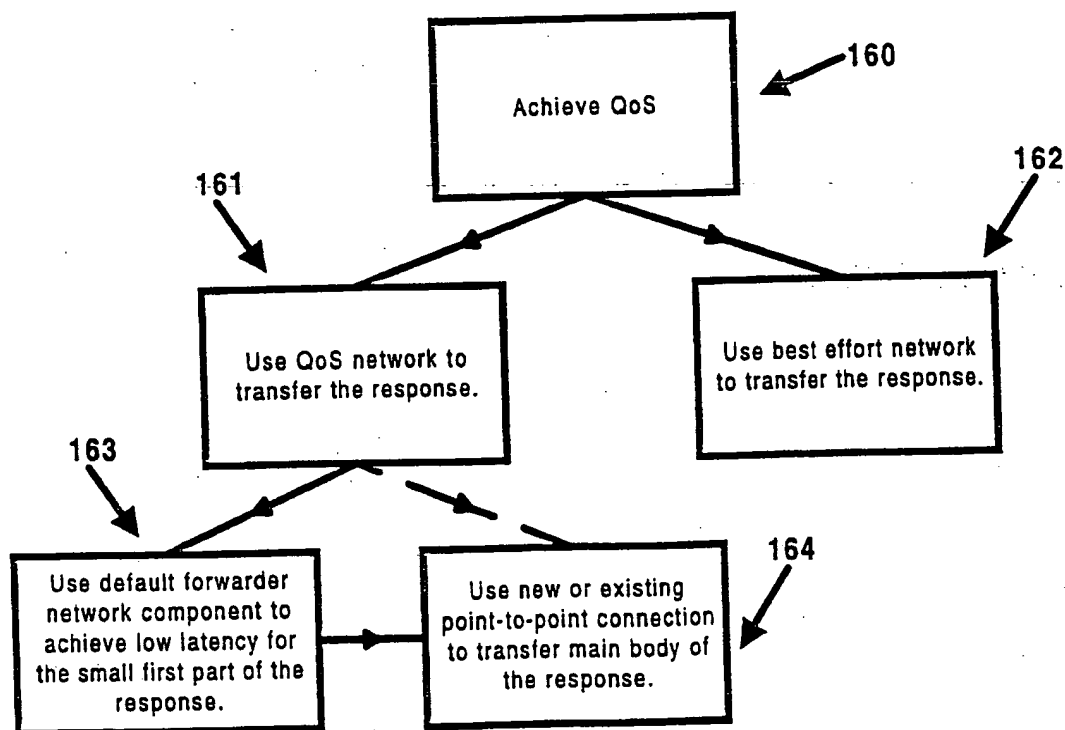 160
Achieve QoS
161
162
Use QoS network to
transfer the response.
Use best effort network
to transfer the response.
163
164
Use default forwarder
network component to
achieve low latency for
the small first part of the
response.
Use new or existing
point-to-point connection
to transfer main body of
the response.